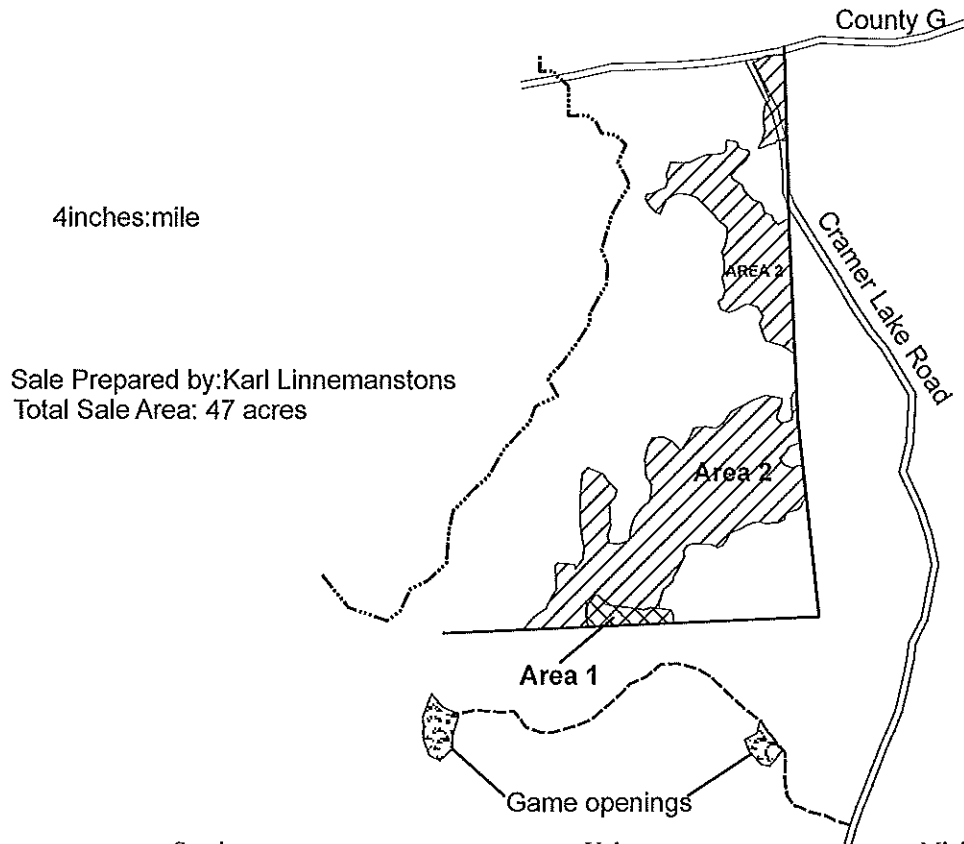 County G
4inches:mile
Cramer Lake Road
AREA 2
Sale Prepared by:Karl Linnemanstons
Total Sale Area: 47 acres
Area 2
Area 1
Game openings